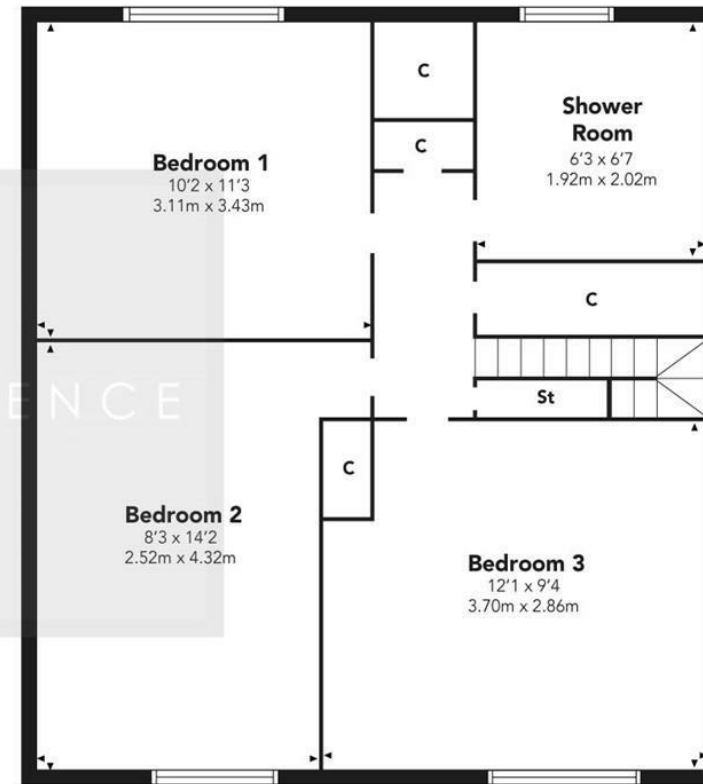 C
C
Shower
Room
6'3 x 6'7
1.92m x 2.02m
Bedroom 1
10'2 x 11'3
3.11m x 3.43m
C
St
ENCE
C
Bedroom 2
8'3 x 14'2
2.52m x 4.32m
Bedroom 3
12'1 x 9'4
3.70m x 2.86m